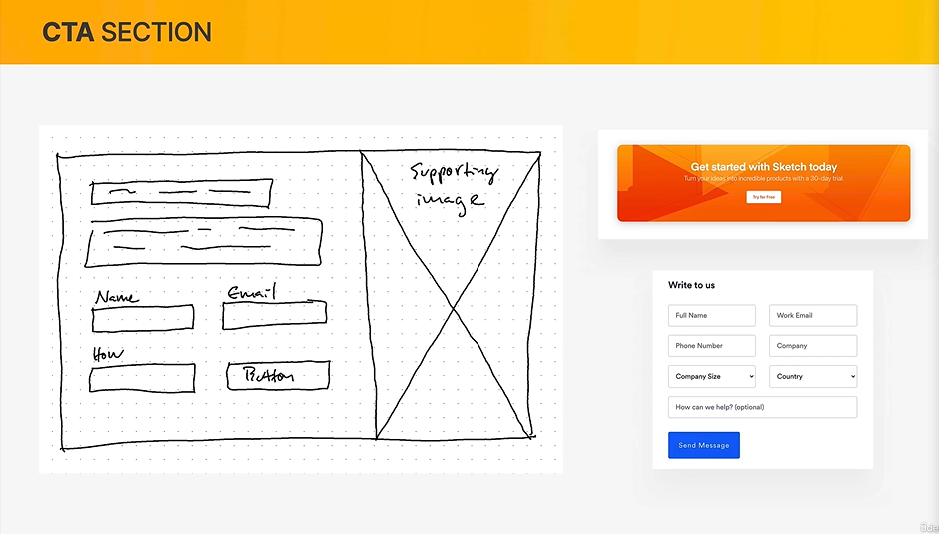 CTA SECTION
Supporting
image
Name
Email
How
Button
Get started with Sketch today
Turn your ideas into incredible products with a 30-day trial.
Try for Free
Write to us
Full Name
Work Email
Phone Number
Company
Company Size
Country
How can we help? (optional)
Send Message